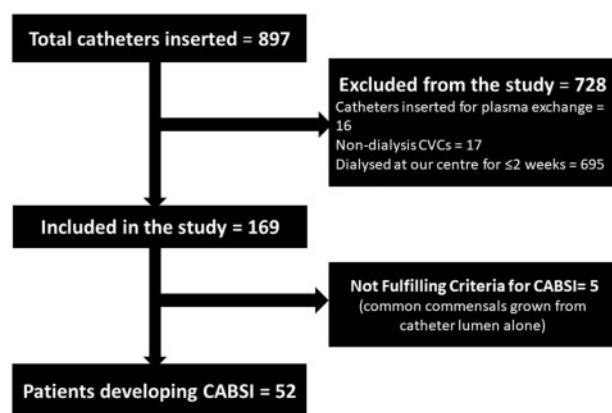 Total catheters inserted = 897
Excluded from the study = 728
Catheters inserted for plasma exchange =
16
Non-dialysis CVCs = 17
Dialysed at our centre for ≤2 weeks = 695
Included in the study = 169
Not Fulfilling Criteria for CABSI= 5
(common commensals grown from
catheter lumen alone)
Patients developing CABSI = 52